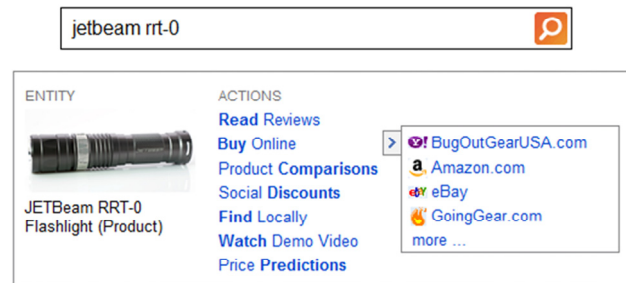 jetbeam rrt-0
ENTITY
JETBeam RRT-0
Flashlight (Product)
ACTIONS
Read Reviews
Buy Online
Product Comparisons
Social Discounts
Find Locally
Watch Demo Video
Price Predictions
>
Y! BugOutGearUSA.com
a Amazon.com
ebY eBay
GoingGear.com
more ...